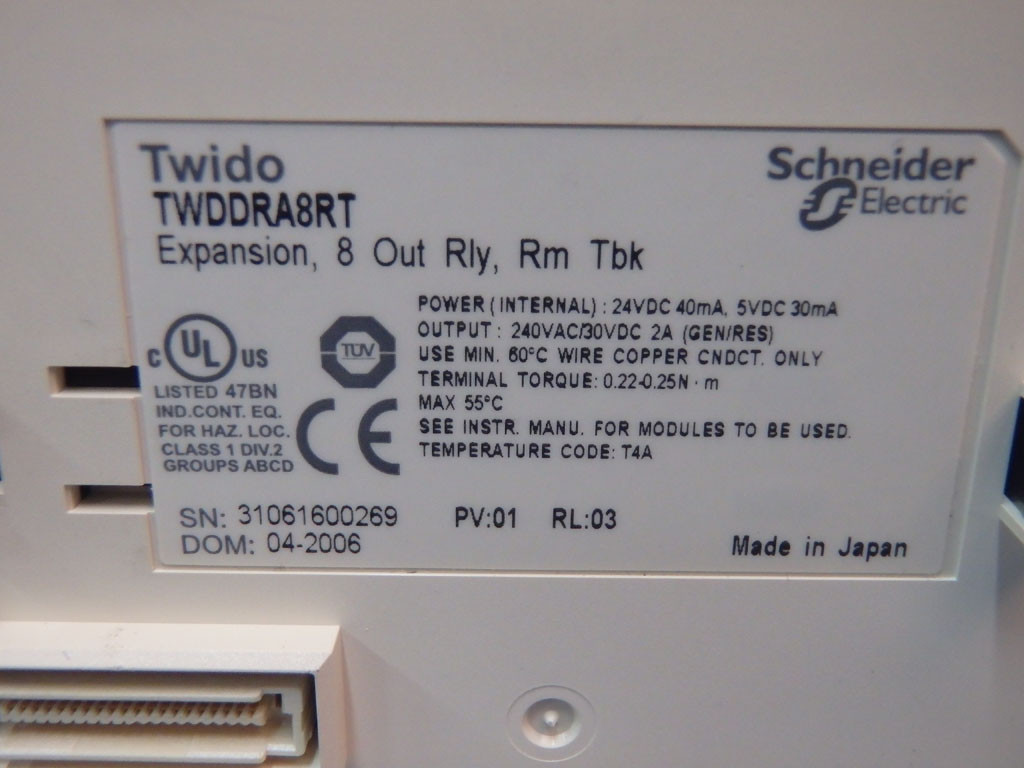 Twido
TWDDRA8RT
Expansion, 8 Out Rly, Rm Tbk
Schneider
Electric
POWER (INTERNAL) : 24VDC 40mA, 5VDC 30mA
OUTPUT : 240VAC/30VDC 2A (GEN/RES)
USE MIN. 60°C WIRE COPPER CNDCT. ONLY
TERMINAL TORQUE: 0.22-0.25N · m
MAX 55°C
SEE INSTR. MANU. FOR MODULES TO BE USED.
TEMPERATURE CODE: T4A
C UL US
LISTED 47BN
IND.CONT. EQ.
FOR HAZ. LOC.
CLASS 1 DIV.2
GROUPS ABCD
TÜV
CE
SN: 31061600269 PV:01 RL:03
DOM: 04-2006
Made in Japan